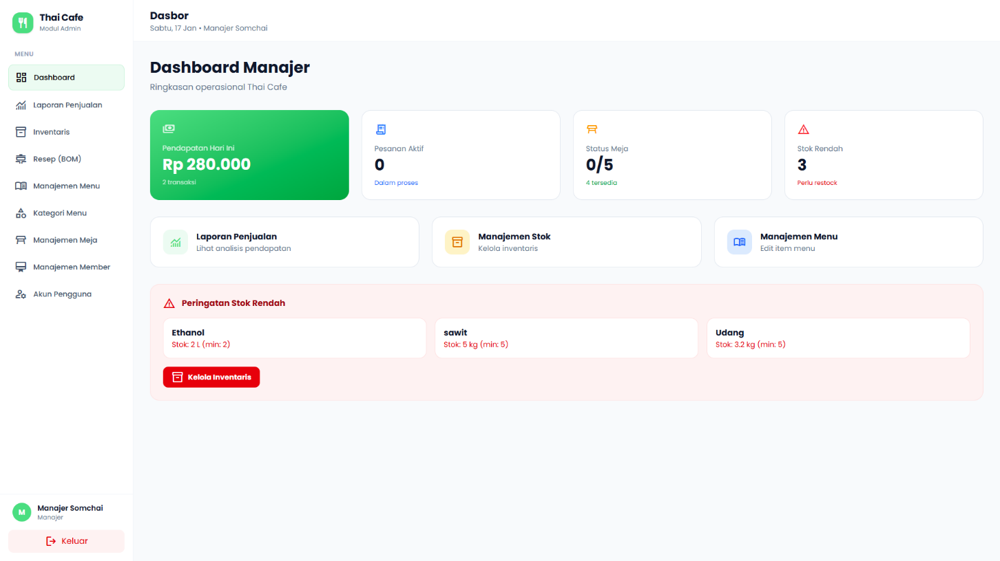 Thai Cafe
Modul Admin
MENU
Dashboard
Laporan Penjualan
Inventaris
Resep (BOM)
Manajemen Menu
Kategori Menu
Manajemen Meja
Manajemen Member
Akun Pengguna
M
Manajer Somchai
Manajer
Keluar
Dasbor
Sabtu, 17 Jan • Manajer Somchai
Dashboard Manajer
Ringkasan operasional Thai Cafe
Pendapatan Hari Ini
Rp 280.000
2 transaksi
Pesanan Aktif
0
Dalam proses
Status Meja
0/5
4 tersedia
Stok Rendah
3
Perlu restock
Laporan Penjualan
Lihat analisis pendapatan
Manajemen Stok
Kelola inventaris
Manajemen Menu
Edit item menu
Peringatan Stok Rendah
Ethanol
Stok: 2 L (min: 2)
sawit
Stok: 5 kg (min: 5)
Udang
Stok: 3.2 kg (min: 5)
Kelola Inventaris